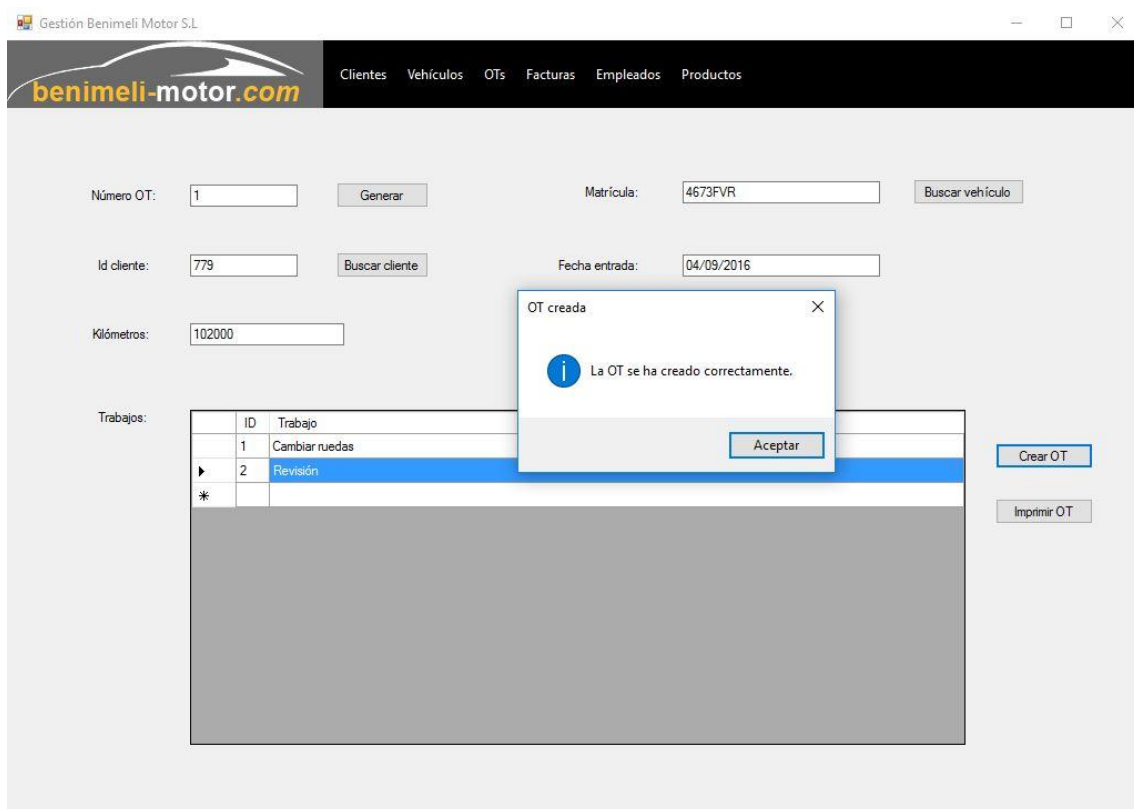 Gestión Benimeli Motor S.L
benimeli-motor.com
Clientes Vehículos OTs Facturas Empleados Productos
Número OT: 1 Generar Matrícula: 4673FVR Buscar vehículo
Id cliente: 779 Buscar cliente Fecha entrada: 04/09/2016
OT creada
Kilómetros: 102000
La OT se ha creado correctamente.
Aceptar
Trabajos:
ID Trabajo
1 Cambiar ruedas
2 Revisión
Crear OT
Imprimir OT